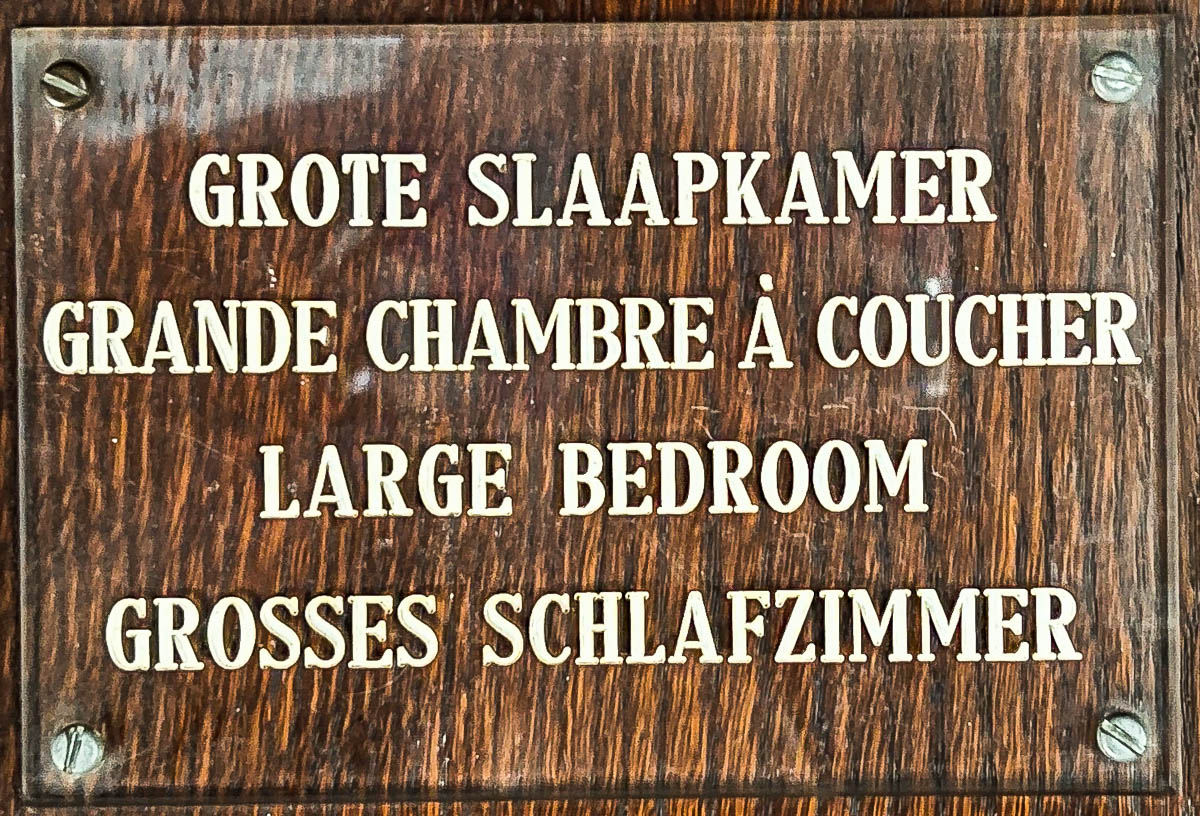 GROTE SLAAPKAMER
GRANDE CHAMBRE À COUCHER
LARGE BEDROOM
GROSSES SCHLAFZIMMER